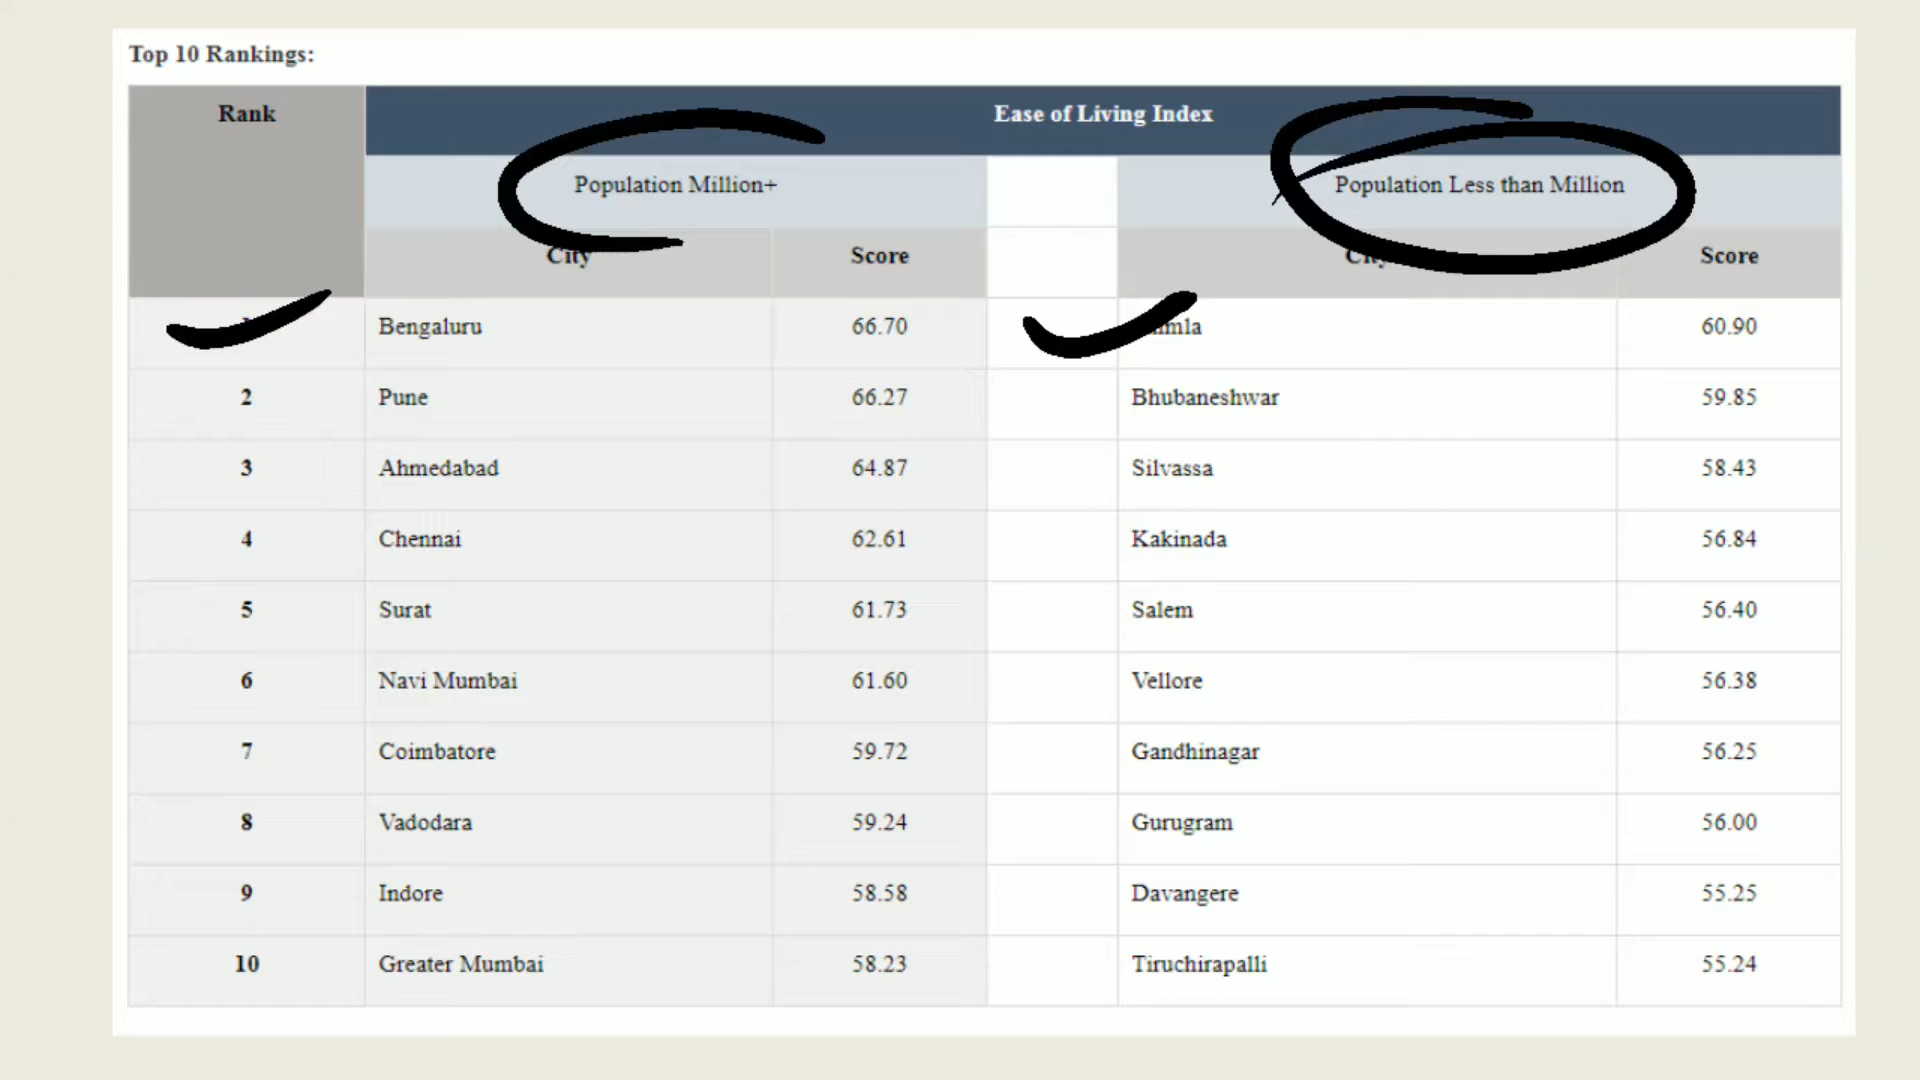 Top 10 Rankings:
Rank Ease of Living Index
Population Million+ Population Less than Million
City Score City Score
Bengaluru 66.70 60.90
2 Pune 66.27 Bhubaneshwar 59.85
3 Ahmedabad 64.87 Silvassa 58.43
4 Chennai 62.61 Kakinada 56.84
5 Surat 61.73 Salem 56.40
6 Navi Mumbai 61.60 Vellore 56.38
7 Coimbatore 59.72 Gandhinagar 56.25
8 Vadodara 59.24 Gurugram 56.00
9 Indore 58.58 Davangere 55.25
10 Greater Mumbai 58.23 Tiruchirapalli 55.24